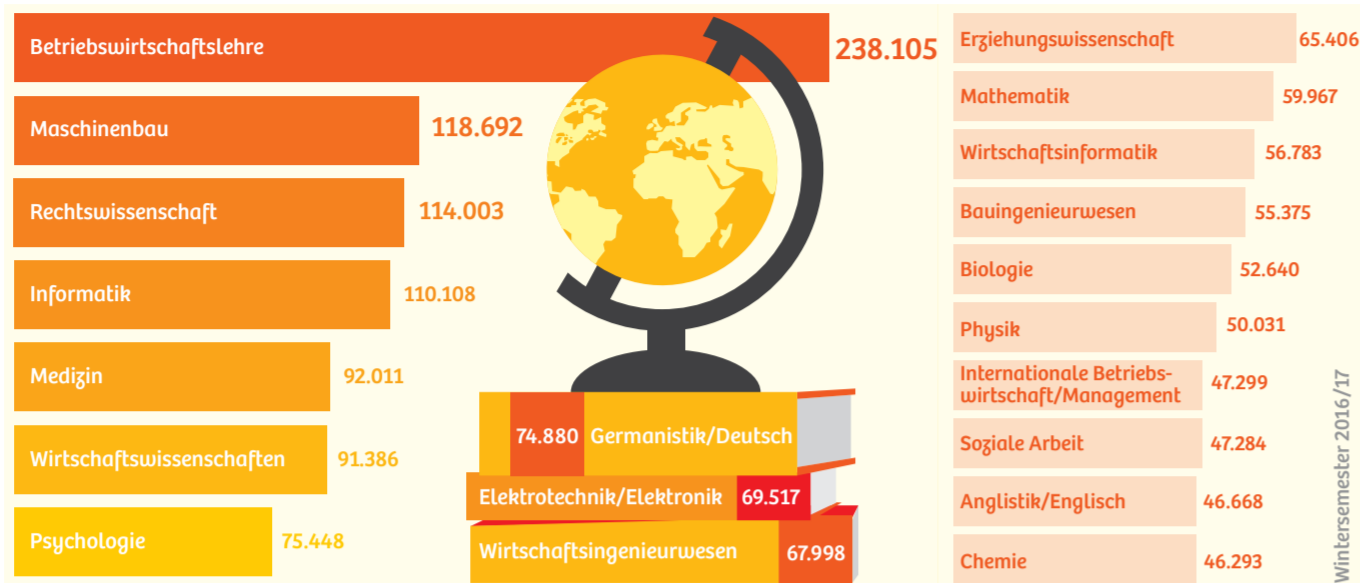 Betriebswirtschaftslehre 238.105
Maschinenbau 118.692
Rechtswissenschaft 114.003
Informatik 110.108
Medizin 92.011
Wirtschaftswissenschaften 91.386
Psychologie 75.448
74.880 Germanistik/Deutsch
Elektrotechnik/Elektronik 69.517
Wirtschaftsingenieurwesen 67.998
Erziehungswissenschaft 65.406
Mathematik 59.967
Wirtschaftsinformatik 56.783
Bauingenieurwesen 55.375
Biologie 52.640
Physik 50.031
Internationale Betriebs-
wirtschaft/Management 47.299
Soziale Arbeit 47.284
Anglistik/Englisch 46.668
Chemie 46.293
Wintersemester 2016/17